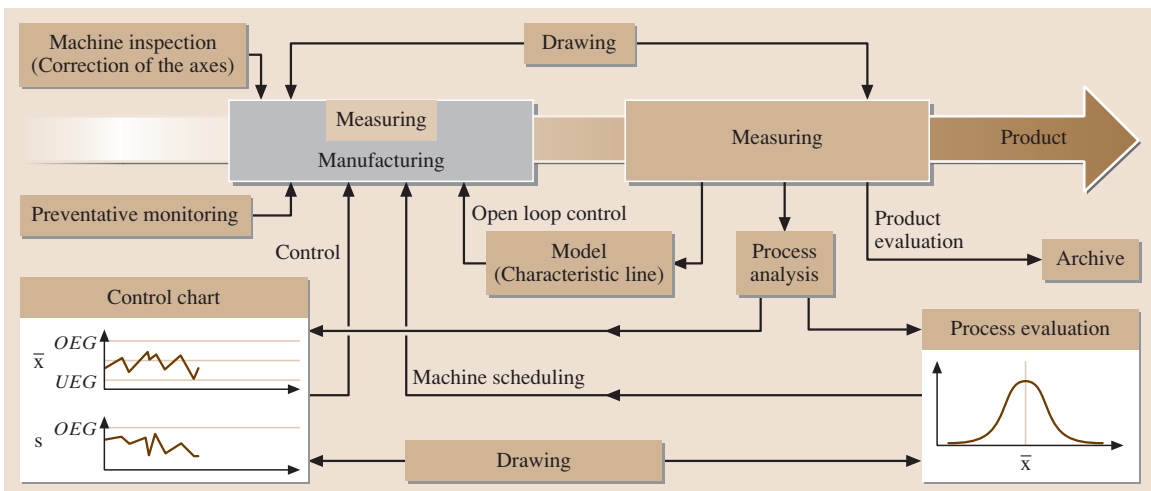 Machine inspection
(Correction of the axes)
Drawing
Measuring
Manufacturing
Measuring
Product
Preventative monitoring
Open loop control
Control
Model
(Characteristic line)
Process
analysis
Product
evaluation
Archive
Control chart
OEG
x̅
UEG
OEG
s
Machine scheduling
Process evaluation
x̅
Drawing